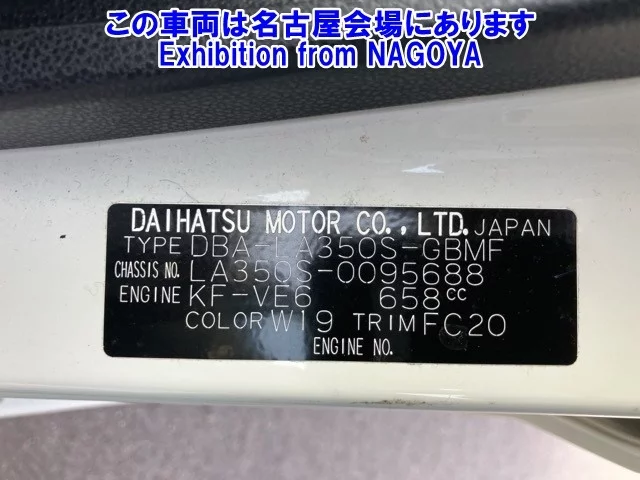 この車両は名古屋会場にあります
Exhibition from NAGOYA
DAIHATSU MOTOR CO.,LTD. JAPAN
TYPE DBA-LA350S-GBMF
CHASSIS NO. LA350S-0095688
ENGINE KF-VE6 658cc
COLOR W19 TRIM FC20
ENGINE NO.